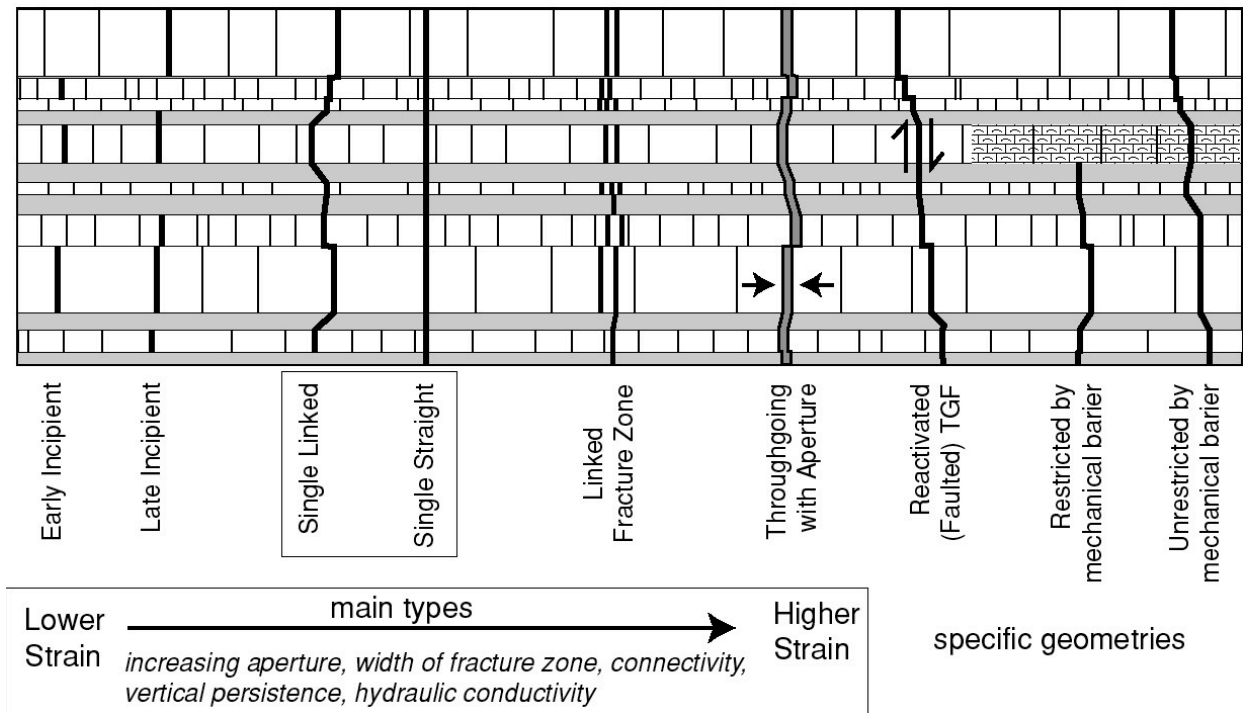 Early Incipient
Late Incipient
Single Linked
Single Straight
Linked
Fracture Zone
Throughgoing
with Aperture
Reactivated
(Faulted) TGF
Restricted by
mechanical barier
Unrestricted by
mechanical barier
Lower
Strain
main types
increasing aperture, width of fracture zone, connectivity,
vertical persistence, hydraulic conductivity
Higher
Strain
specific geometries